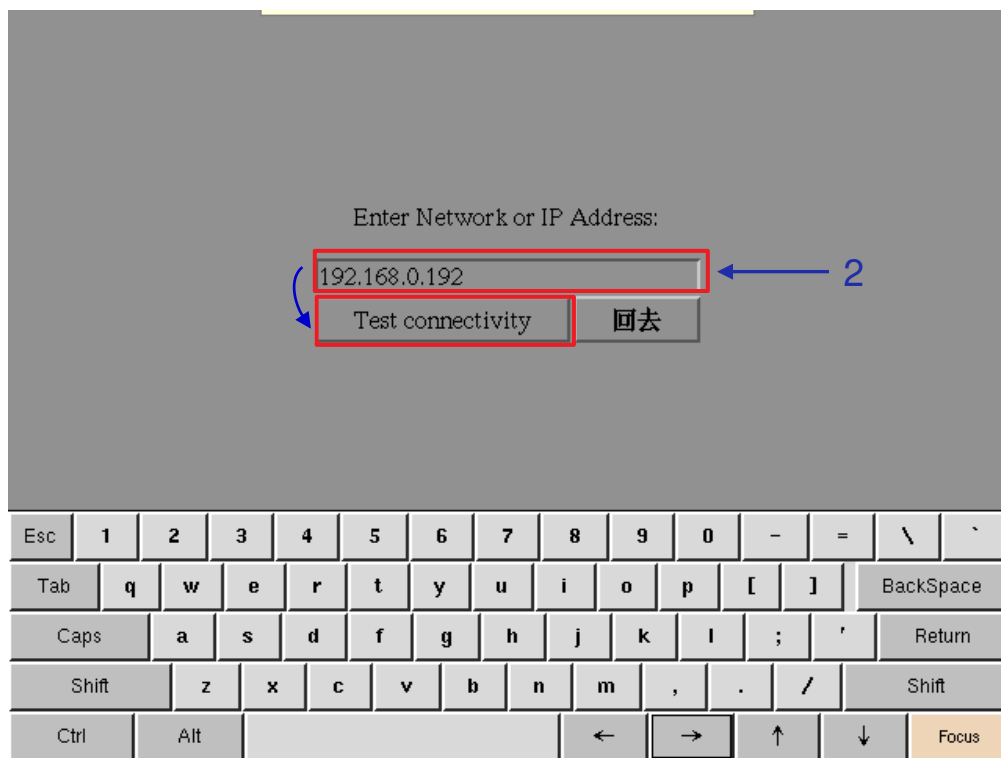 Enter Network or IP Address:
192.168.0.192
2
Test connectivity 回去
Esc 1 2 3 4 5 6 7 8 9 0 - = \ `
Tab q w e r t y u i o p [ ] BackSpace
Caps a s d f g h j k l ; ' Return
Shift z x c v b n m , . / Shift
Ctrl Alt ← → ↑ ↓ Focus